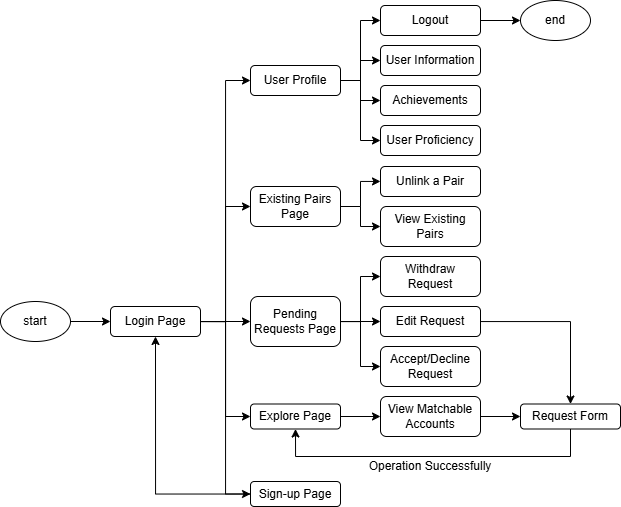 Logout
end
User Information
User Profile
Achievements
User Proficiency
Unlink a Pair
Existing Pairs
Page
View Existing
Pairs
Withdraw
Request
start
Login Page
Pending
Requests Page
Edit Request
Accept/Decline
Request
Explore Page
View Matchable
Accounts
Request Form
Operation Successfully
Sign-up Page